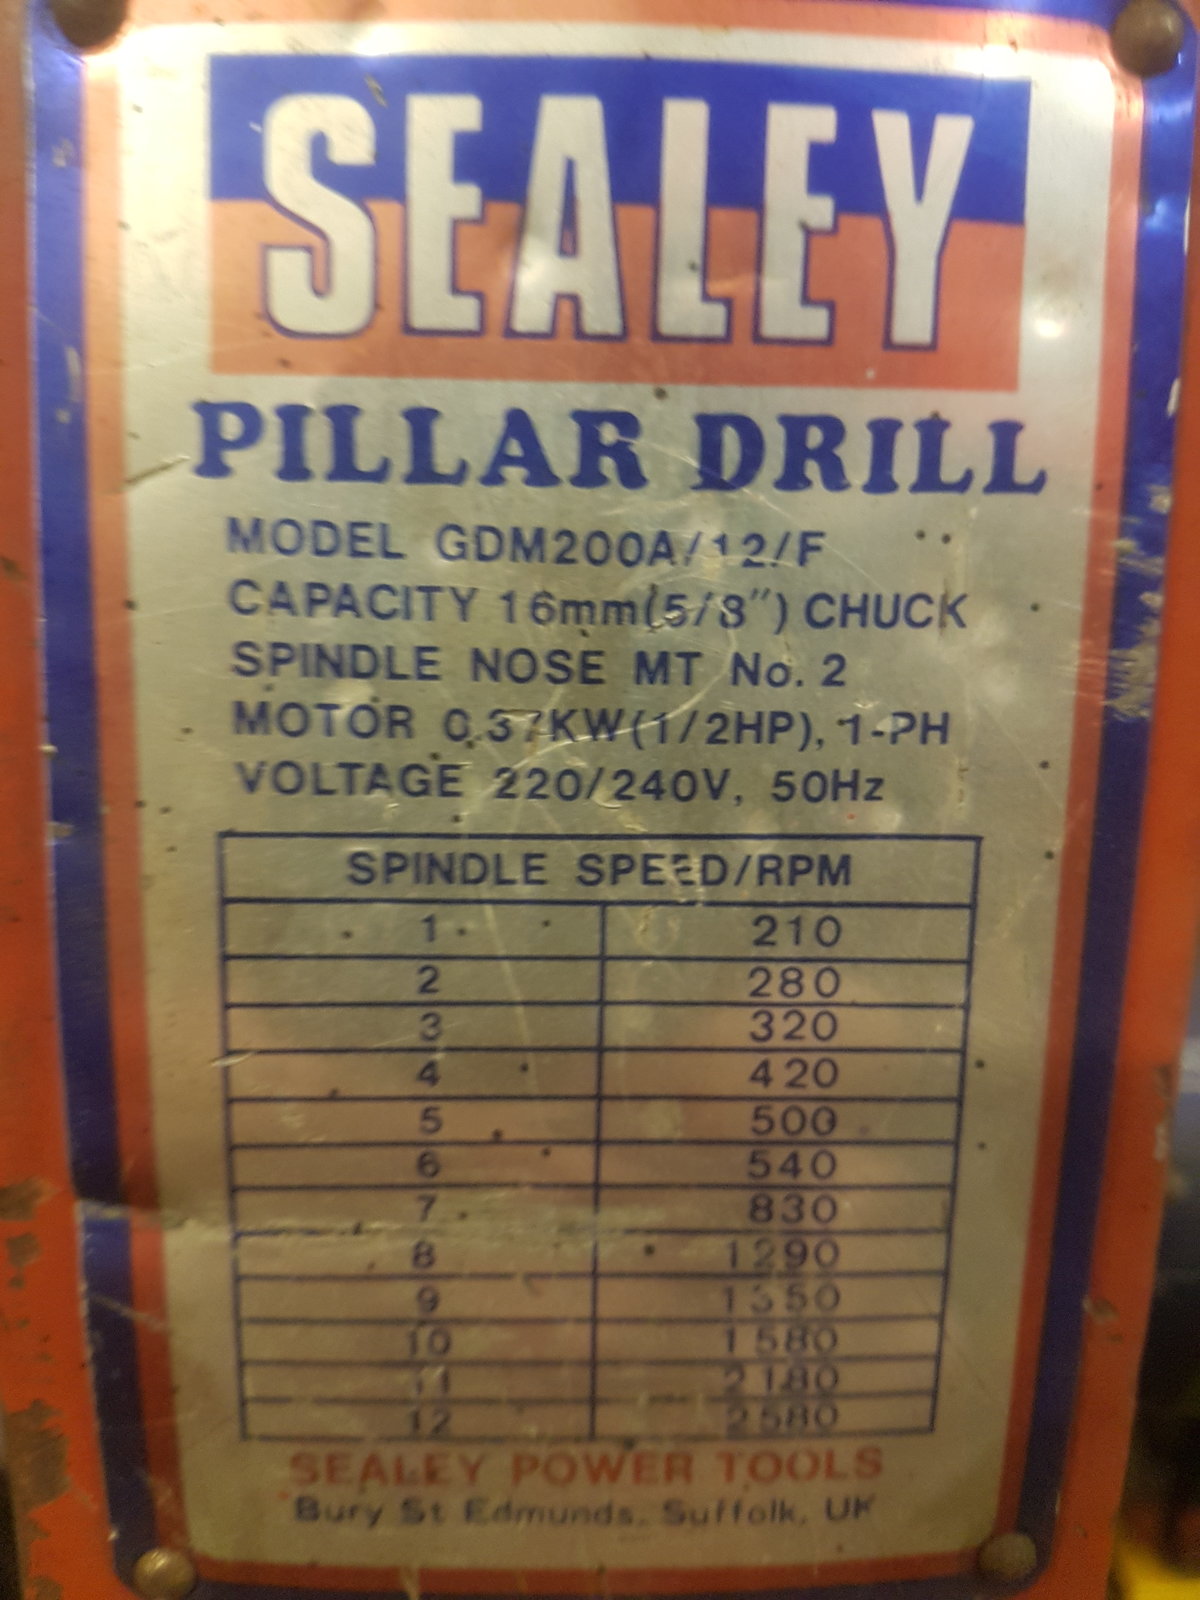 SEALEY
PILLAR DRILL
MODEL GDM200A/12/F
CAPACITY 16mm(5/8") CHUCK
SPINDLE NOSE MT No. 2
MOTOR 0.37KW(1/2HP), 1-PH
VOLTAGE 220/240V, 50Hz
SPINDLE SPEED/RPM
1 210
2 280
3 320
4 420
5 500
6 540
7 830
8 1290
9 1350
10 1580
11 2180
12 2580
SEALEY POWER TOOLS
Bury St Edmunds, Suffolk, UK